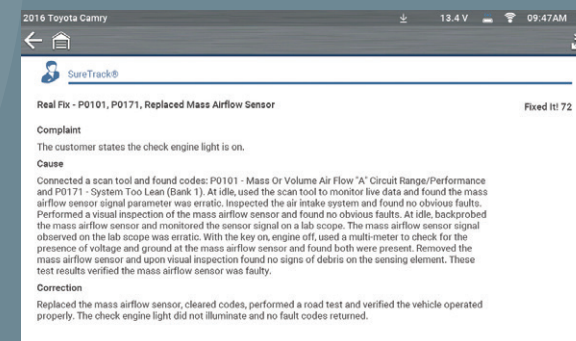 2016 Toyota Camry 13.4 V 09:47AM
SureTrack®
Real Fix - P0101, P0171, Replaced Mass Airflow Sensor Fixed It! 72
Complaint
The customer states the check engine light is on.
Cause
Connected a scan tool and found codes: P0101 - Mass Or Volume Air Flow "A" Circuit Range/Performance
and P0171 - System Too Lean (Bank 1). At idle, used the scan tool to monitor live data and found the mass
airflow sensor signal parameter was erratic. Inspected the air intake system and found no obvious faults.
Performed a visual inspection of the mass airflow sensor and found no obvious faults. At idle, backprobed
the mass airflow sensor and monitored the sensor signal on a lab scope. The mass airflow sensor signal
observed on the lab scope was erratic. With the key on, engine off, used a multi-meter to check for the
presence of voltage and ground at the mass airflow sensor and found both were present. Removed the
mass airflow sensor and upon visual inspection found no signs of debris on the sensing element. These
test results verified the mass airflow sensor was faulty.
Correction
Replaced the mass airflow sensor, cleared codes, performed a road test and verified the vehicle operated
properly. The check engine light did not illuminate and no fault codes returned.